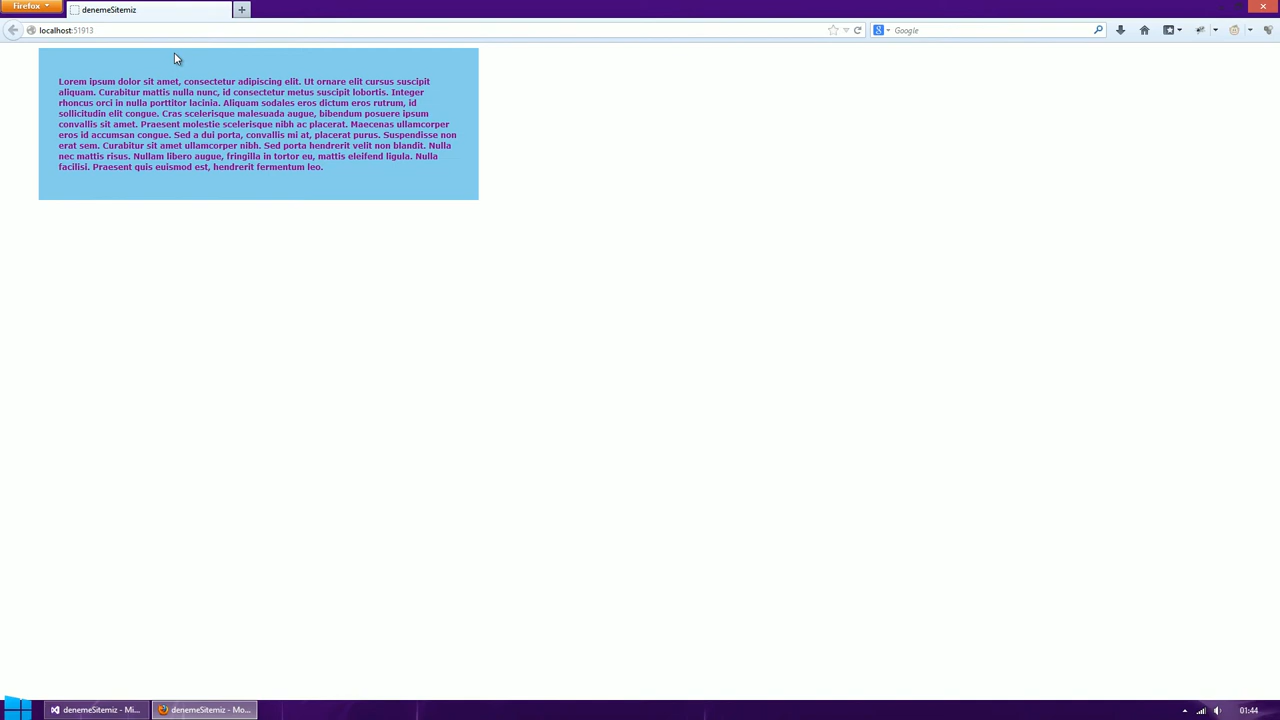 Firefox
denemeSitemiz
localhost:51913
Google
Lorem ipsum dolor sit amet, consectetur adipiscing elit. Ut ornare elit cursus suscipit
aliquam. Curabitur mattis nulla nunc, id consectetur metus suscipit lobortis. Integer
rhoncus orci in nulla porttitor lacinia. Aliquam sodales eros dictum eros rutrum, id
sollicitudin elit congue. Cras scelerisque malesuada augue, bibendum posuere ipsum
convallis sit amet. Praesent molestie scelerisque nibh ac placerat. Maecenas ullamcorper
eros id accumsan congue. Sed a dui porta, convallis mi at, placerat purus. Suspendisse non
erat sem. Curabitur sit amet ullamcorper nibh. Sed porta hendrerit velit non blandit. Nulla
nec mattis risus. Nullam libero augue, fringilla in tortor eu, mattis eleifend ligula. Nulla
facilisi. Praesent quis euismod est, hendrerit fermentum leo.
denemeSitemiz - Mi...
denemeSitemiz - Mo...
01:44